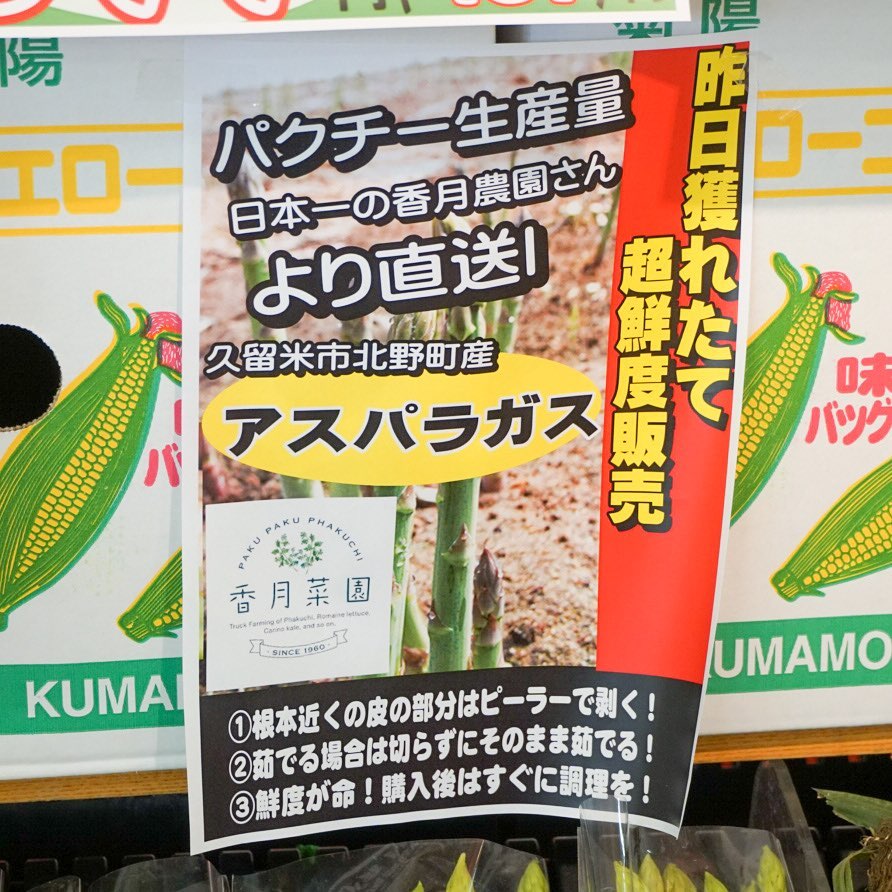 陽
陽
エロー
ロー
パクチー生産量
日本一の香月農園さん
より直送!
昨日獲れたて
超鮮度販売
久留米市北野町産
アスパラガス
PAKU PAKU PHAKUCHI
香月菜園
Truck Farming of Phakuchi, Romaine lettuce,
Carino kale, and so on.
SINCE 1960
①根本近くの皮の部分はピーラーで剥く!
②茹でる場合は切らずにそのまま茹でる!
③鮮度が命!購入後はすぐに調理を!
味
バッグ
KUMA
UMAMO